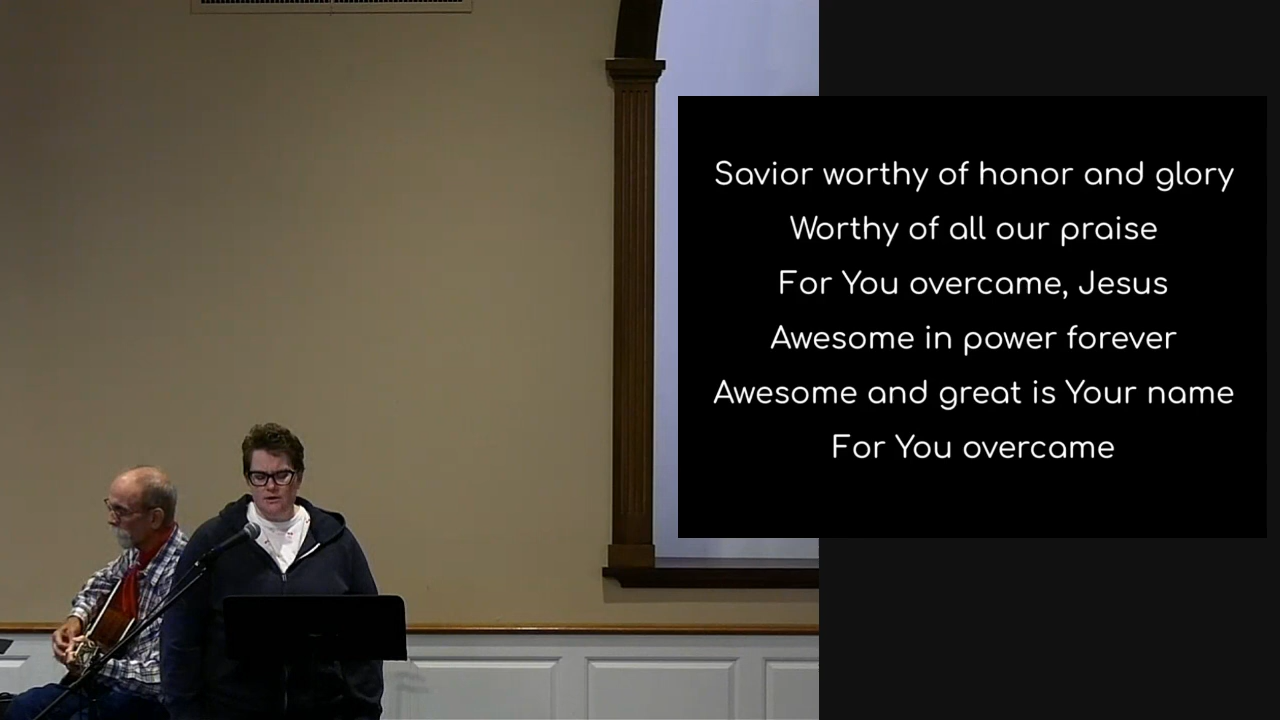 Savior worthy of honor and glory
Worthy of all our praise
For You overcame, Jesus
Awesome in power forever
Awesome and great is Your name
For You overcame